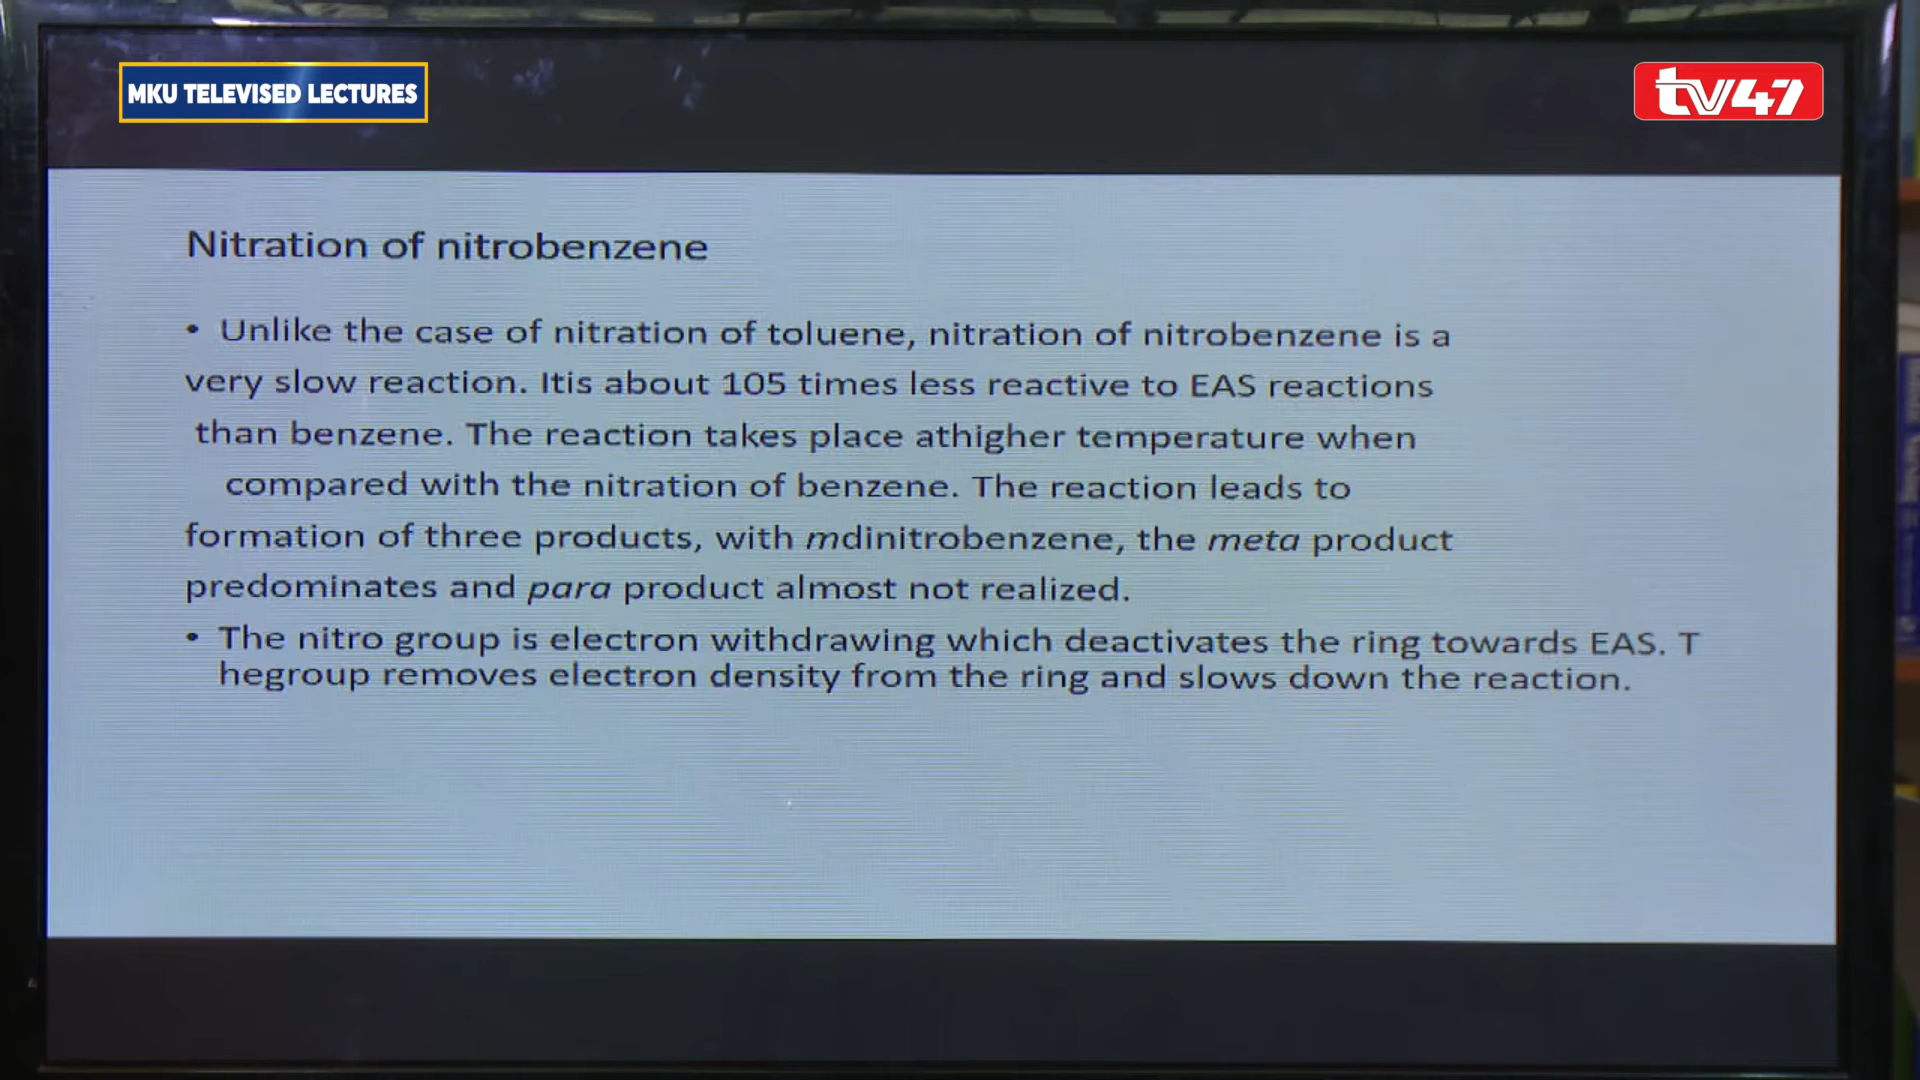 MKU TELEVISED LECTURES
tv47
Nitration of nitrobenzene
• Unlike the case of nitration of toluene, nitration of nitrobenzene is a
very slow reaction. Itis about 105 times less reactive to EAS reactions
than benzene. The reaction takes place athigher temperature when
compared with the nitration of benzene. The reaction leads to
formation of three products, with mdinitrobenzene, the meta product
predominates and para product almost not realized.
• The nitro group is electron withdrawing which deactivates the ring towards EAS. T
hegroup removes electron density from the ring and slows down the reaction.